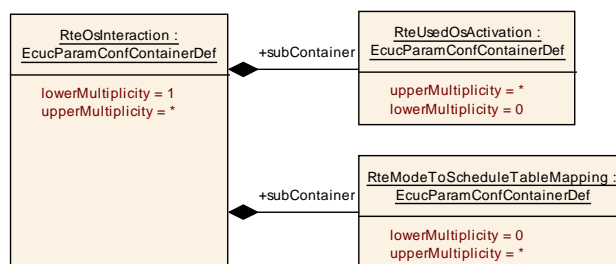 RteOsInteraction :
EcucParamConfContainerDef
lowerMultiplicity = 1
upperMultiplicity = *
+subContainer
RteUsedOsActivation :
EcucParamConfContainerDef
upperMultiplicity = *
lowerMultiplicity = 0
+subContainer
RteModeToScheduleTableMapping :
EcucParamConfContainerDef
lowerMultiplicity = 0
upperMultiplicity = *